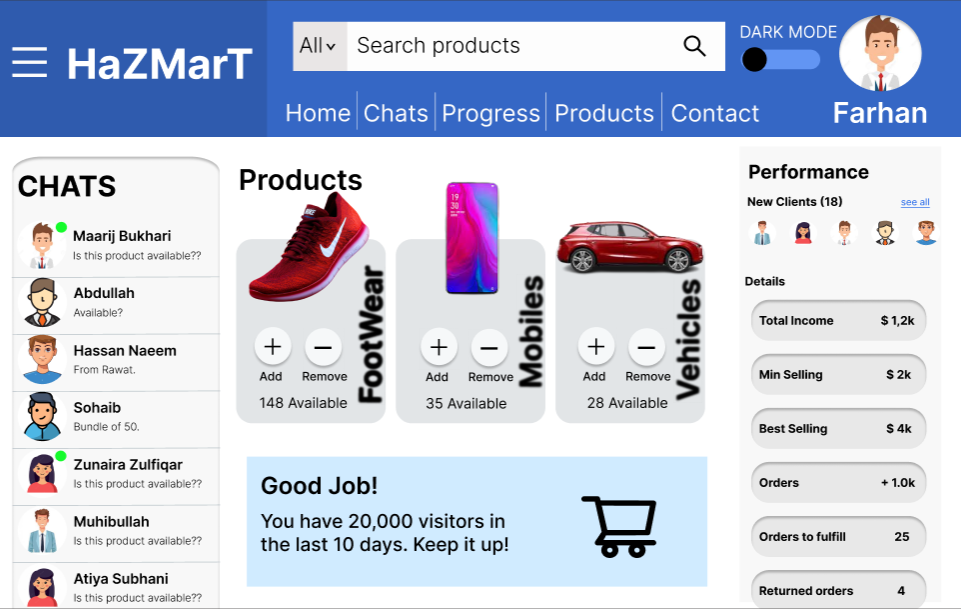 HaZMarT
All
Search products
DARK MODE
Farhan
Home
Chats
Progress
Products
Contact
CHATS
Maarij Bukhari
Is this product available??
Abdullah
Available?
Hassan Naeem
From Rawat.
Sohaib
Bundle of 50.
Zunaira Zulfiqar
Is this product available??
Muhibullah
Is this product available??
Atiya Subhani
Is this product available??
Products
FootWear
+
−
Add
Remove
148 Available
19
30
Mobiles
+
−
Add
Remove
35 Available
Vehicles
+
−
Add
Remove
28 Available
Good Job!
You have 20,000 visitors in
the last 10 days. Keep it up!
Performance
New Clients (18)
see all
Details
Total Income $ 1,2k
Min Selling $ 2k
Best Selling $ 4k
Orders + 1.0k
Orders to fulfill 25
Returned orders 4